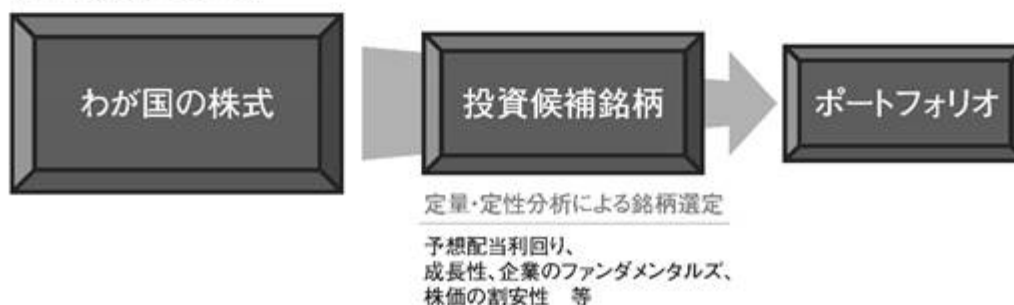 わが国の株式
投資候補銘柄
ポートフォリオ
定量・定性分析による銘柄選定
予想配当利回り、
成長性、企業のファンダメンタルズ、
株価の割安性　等